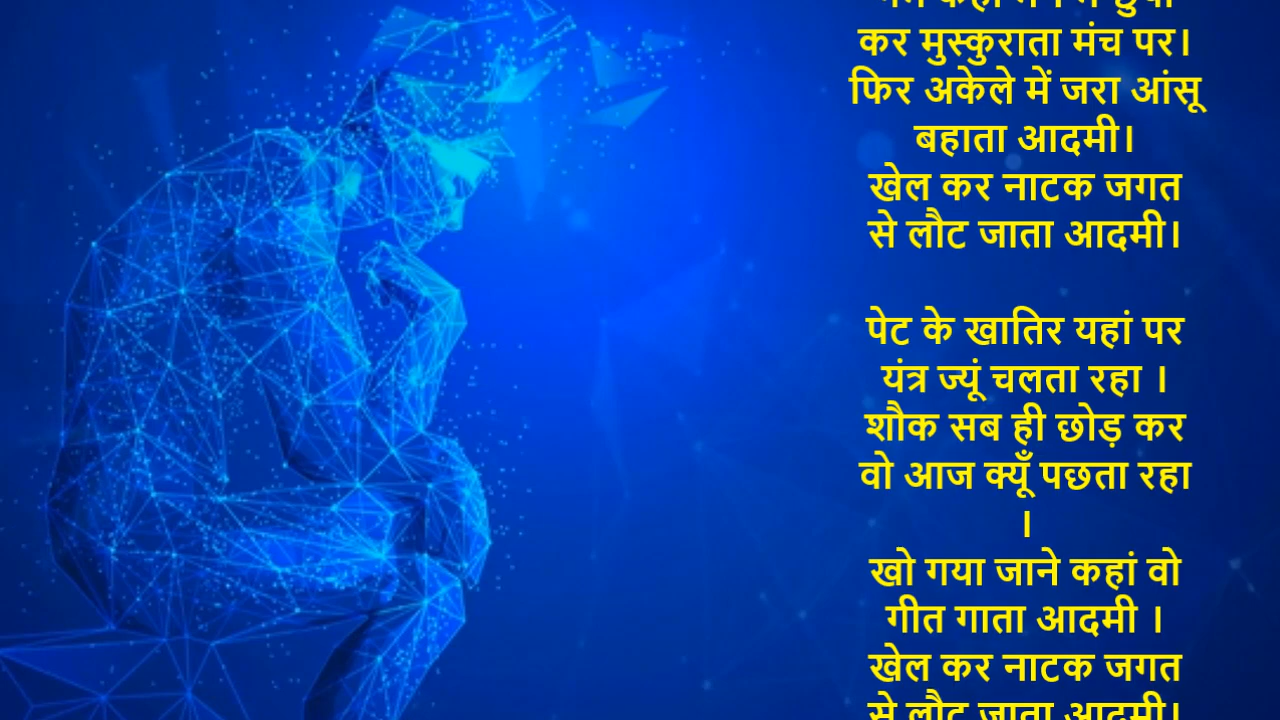 कर मुस्कुराता मंच पर।
फिर अकेले में जरा आंसू
बहाता आदमी।
खेल कर नाटक जगत
से लौट जाता आदमी।
पेट के खातिर यहां पर
यंत्र ज्यूं चलता रहा ।
शौक सब ही छोड़ कर
वो आज क्यूँ पछता रहा
।
खो गया जाने कहां वो
गीत गाता आदमी ।
खेल कर नाटक जगत
से लौट जाता आदमी।